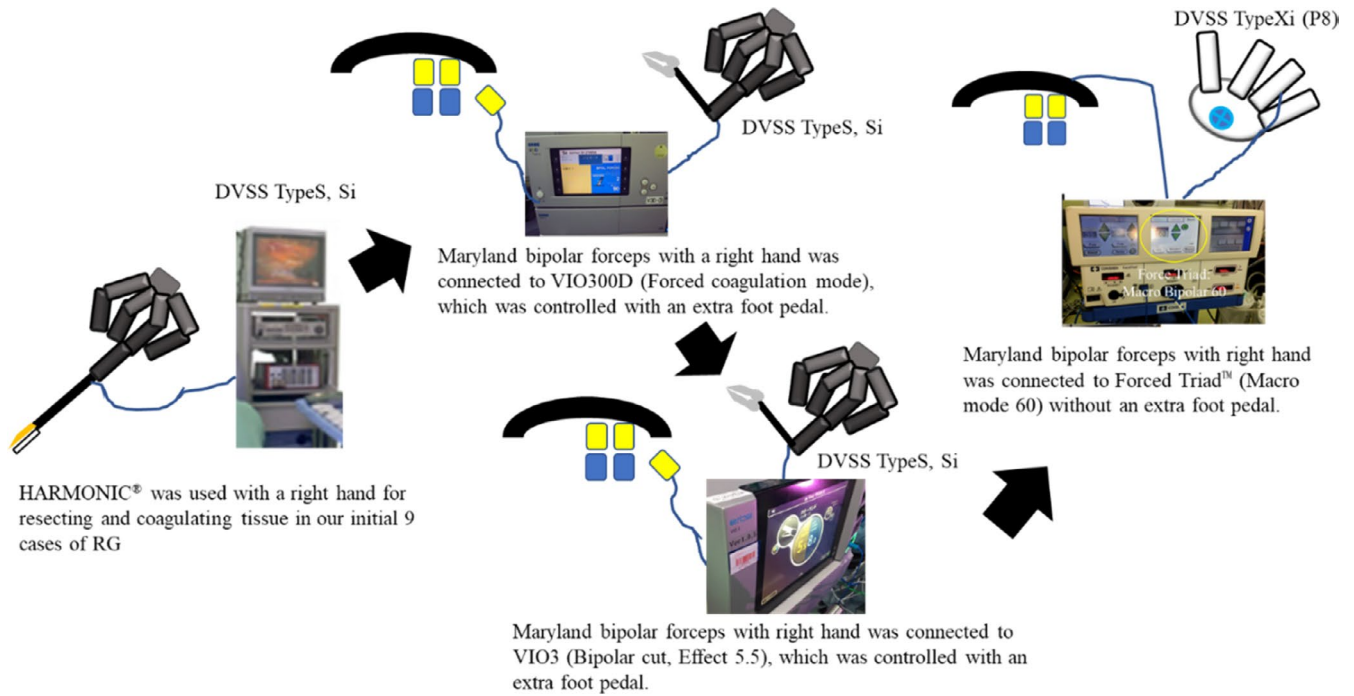 DVSS TypeS, Si
HARMONIC® was used with a right hand for
resecting and coagulating tissue in our initial 9
cases of RG
DVSS TypeS, Si
Maryland bipolar forceps with a right hand was
connected to VIO300D (Forced coagulation mode),
which was controlled with an extra foot pedal.
DVSS TypeS, Si
Maryland bipolar forceps with right hand was connected to
VIO3 (Bipolar cut, Effect 5.5), which was controlled with an
extra foot pedal.
DVSS TypeXi (P8)
Force Triad:
Macro Bipolar 60
Maryland bipolar forceps with right hand
was connected to Forced Triad™ (Macro
mode 60) without an extra foot pedal.